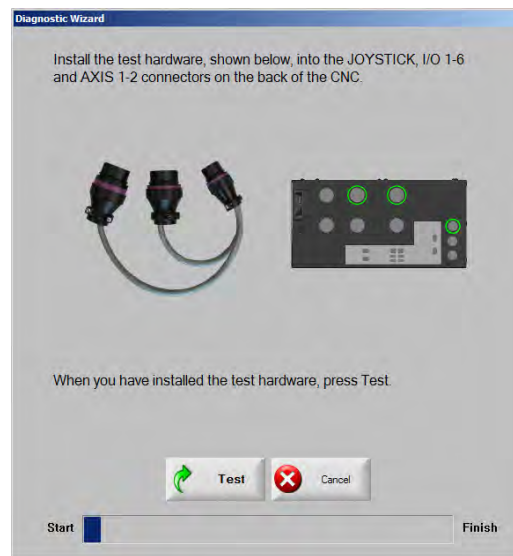 Diagnostic Wizard
Install the test hardware, shown below, into the JOYSTICK, I/O 1-6
and AXIS 1-2 connectors on the back of the CNC.
When you have installed the test hardware, press Test.
Test
Cancel
Start
Finish